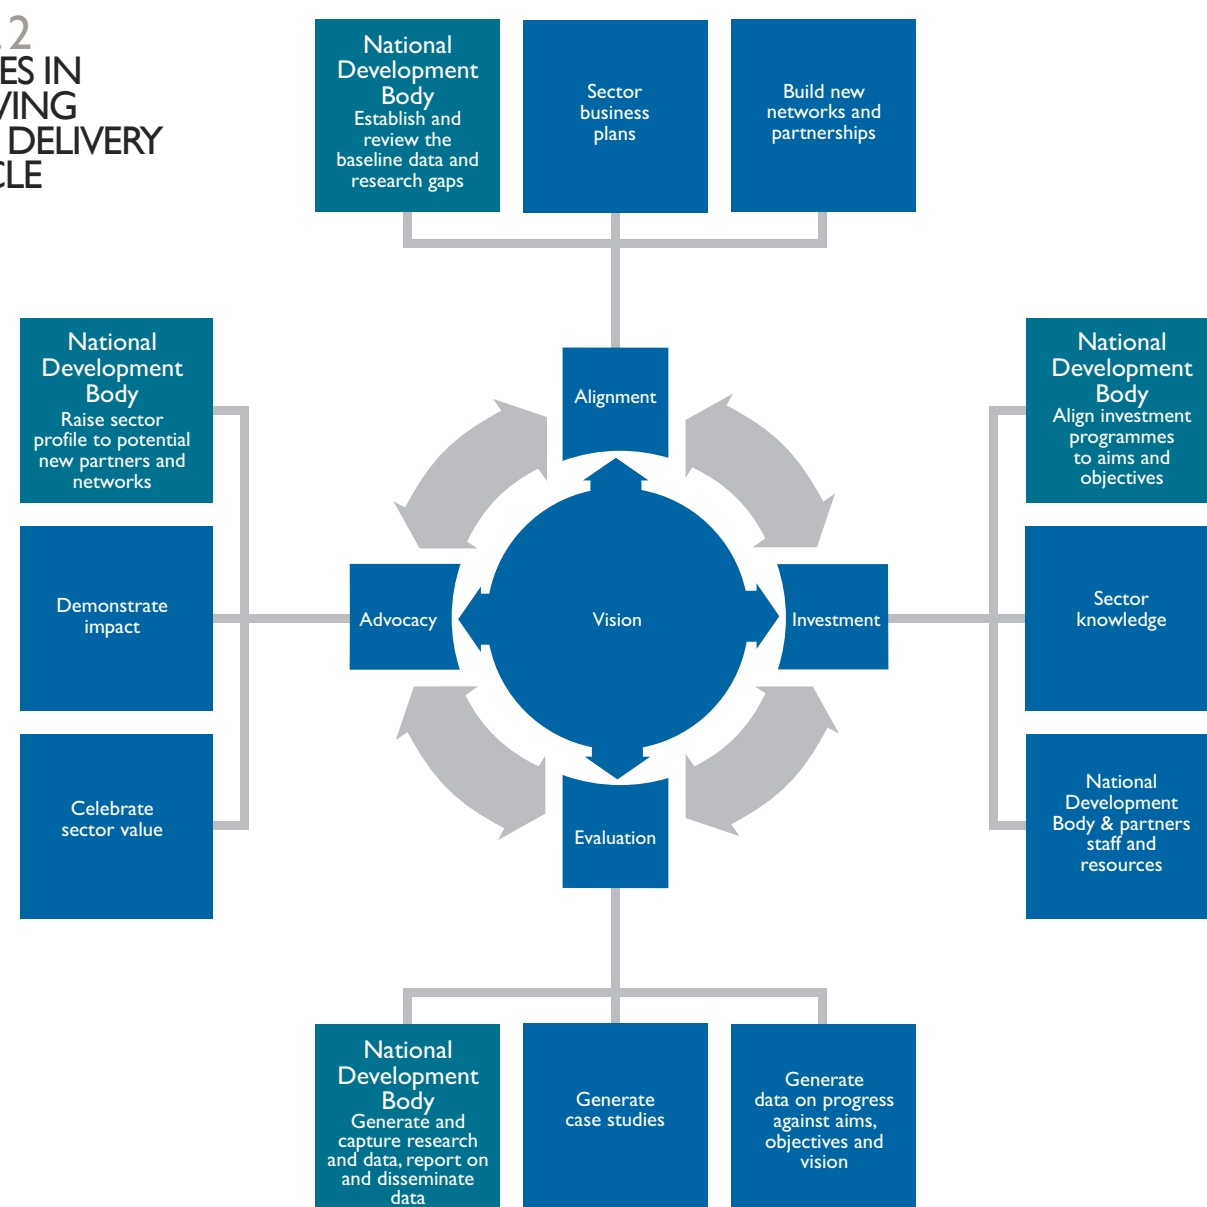 2
ES IN
VING
DELIVERY
CLE
National
Development
Body
Establish and
review the
baseline data and
research gaps
Sector
business
plans
Build new
networks and
partnerships
National
Development
Body
Raise sector
profile to potential
new partners and
networks
Demonstrate
impact
Celebrate
sector value
Alignment
Advocacy
Vision
Investment
Evaluation
National
Development
Body
Align investment
programmes
to aims and
objectives
Sector
knowledge
National
Development
Body & partners
staff and
resources
National
Development
Body
Generate and
capture research
and data, report on
and disseminate
data
Generate
case studies
Generate
data on progress
against aims,
objectives and
vision